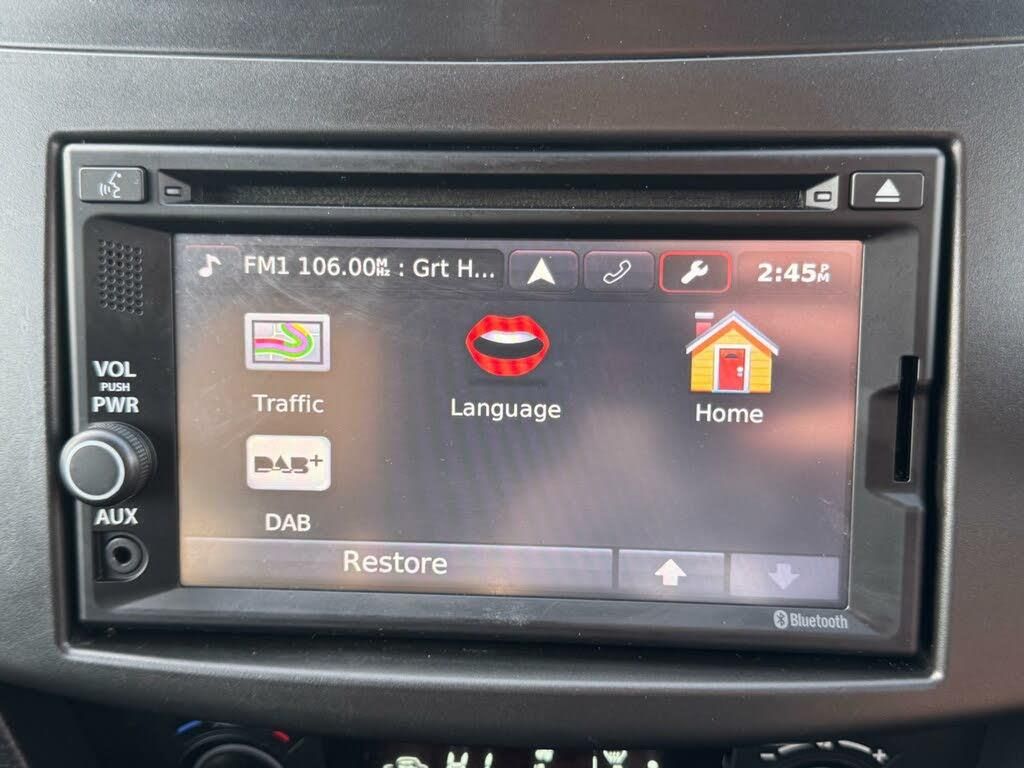 FM1 106.00MHz : Grt H...
2:45PM
VOL
PUSH
PWR
AUX
Traffic
Language
Home
DAB+
DAB
Restore
Bluetooth